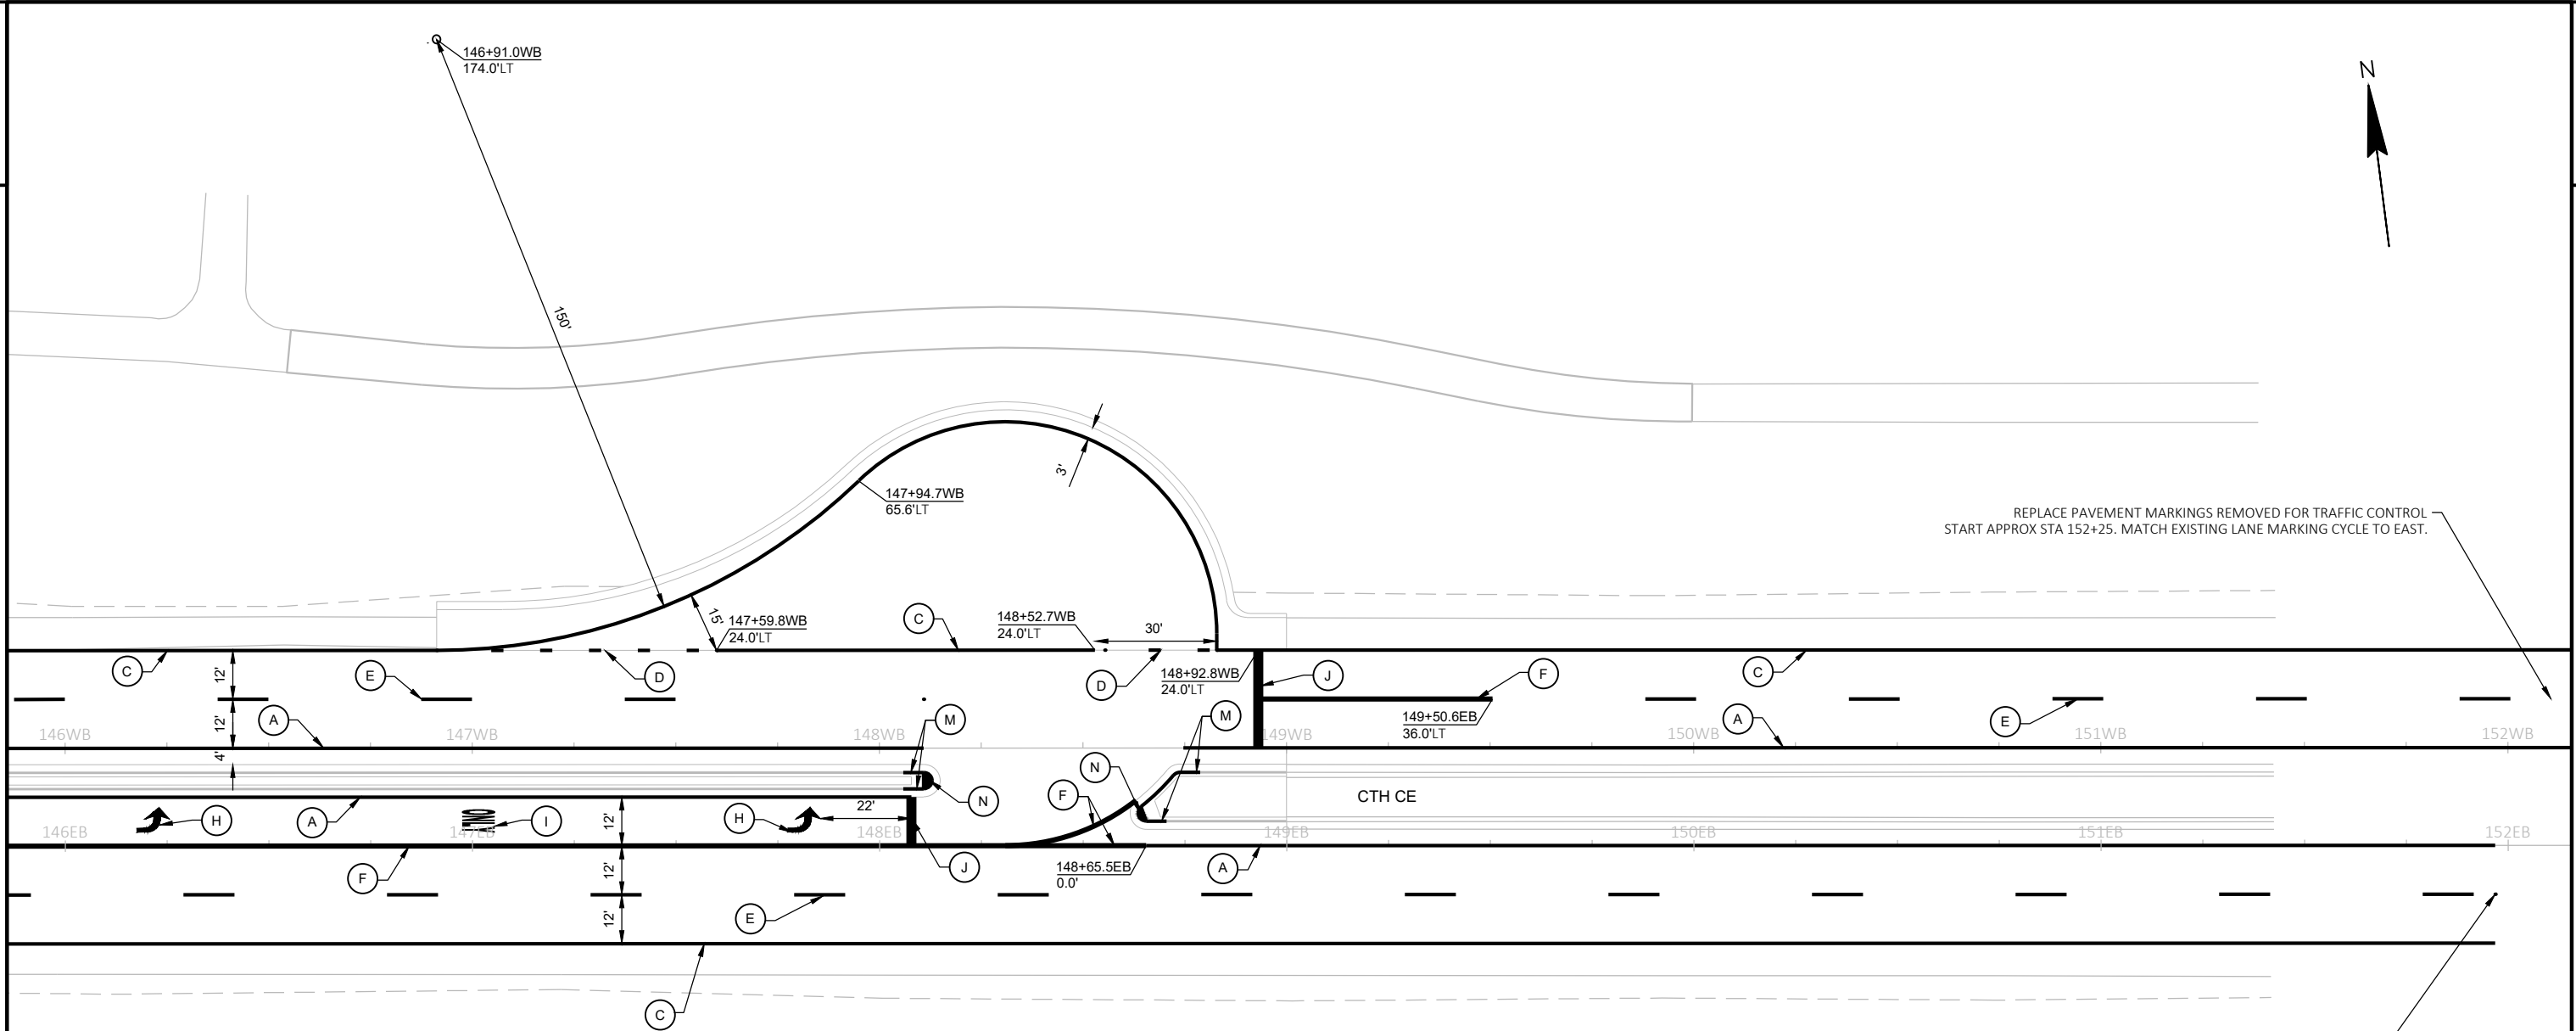 146+91.0WB
174.0'LT
N
150'
3'
147+94.7WB
65.6'LT
REPLACE PAVEMENT MARKINGS REMOVED FOR TRAFFIC CONTROL
START APPROX STA 152+25. MATCH EXISTING LANE MARKING CYCLE TO EAST.
15'
147+59.8WB
24.0'LT
C
148+52.7WB
24.0'LT
30'
C
12'
E
D
D
148+92.8WB
24.0'LT
J
F
C
12'
A
M
M
149+50.6EB
36.0'LT
A
E
146WB
147WB
148WB
149WB
150WB
151WB
152WB
4'
N
N
CTH CE
H
A
I
H
22'
12'
F
146EB
147EB
148EB
149EB
150EB
151EB
152EB
F
12'
J
148+65.5EB
0.0'
A
E
12'
C